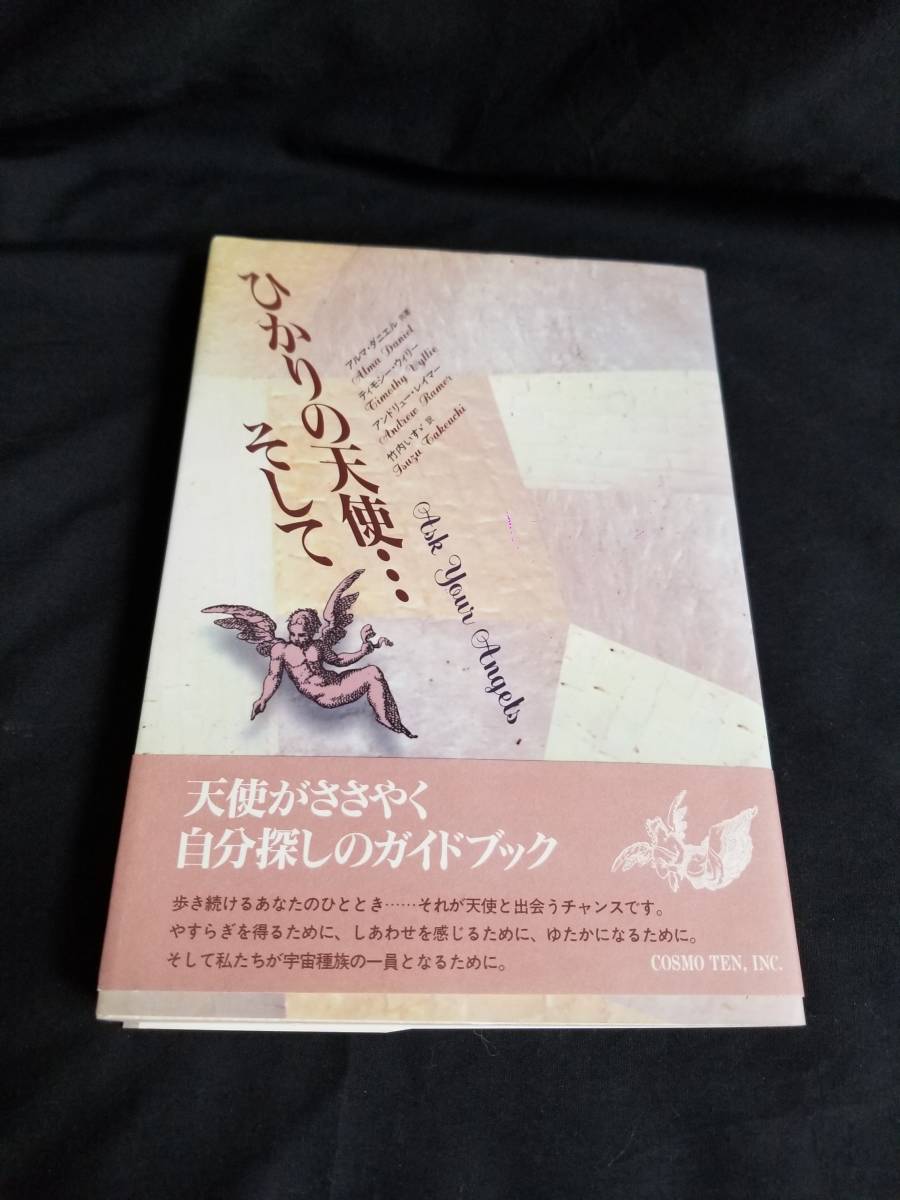 ひかりの天使…
そして
アルマ・ダニエル 共著
Alma Daniel
ティモシー・ウィリー
Timothy Wyllie
アンドリュー・レイマー
Andrew Ramer
竹内いすゞ 訳
Isuzu Takeuchi
Ask Your Angels
天使がささやく
自分探しのガイドブック
歩き続けるあなたのひととき……それが天使と出会うチャンスです。
やすらぎを得るために、しあわせを感じるために、ゆたかになるために。
そして私たちが宇宙種族の一員となるために。
COSMO TEN, INC.